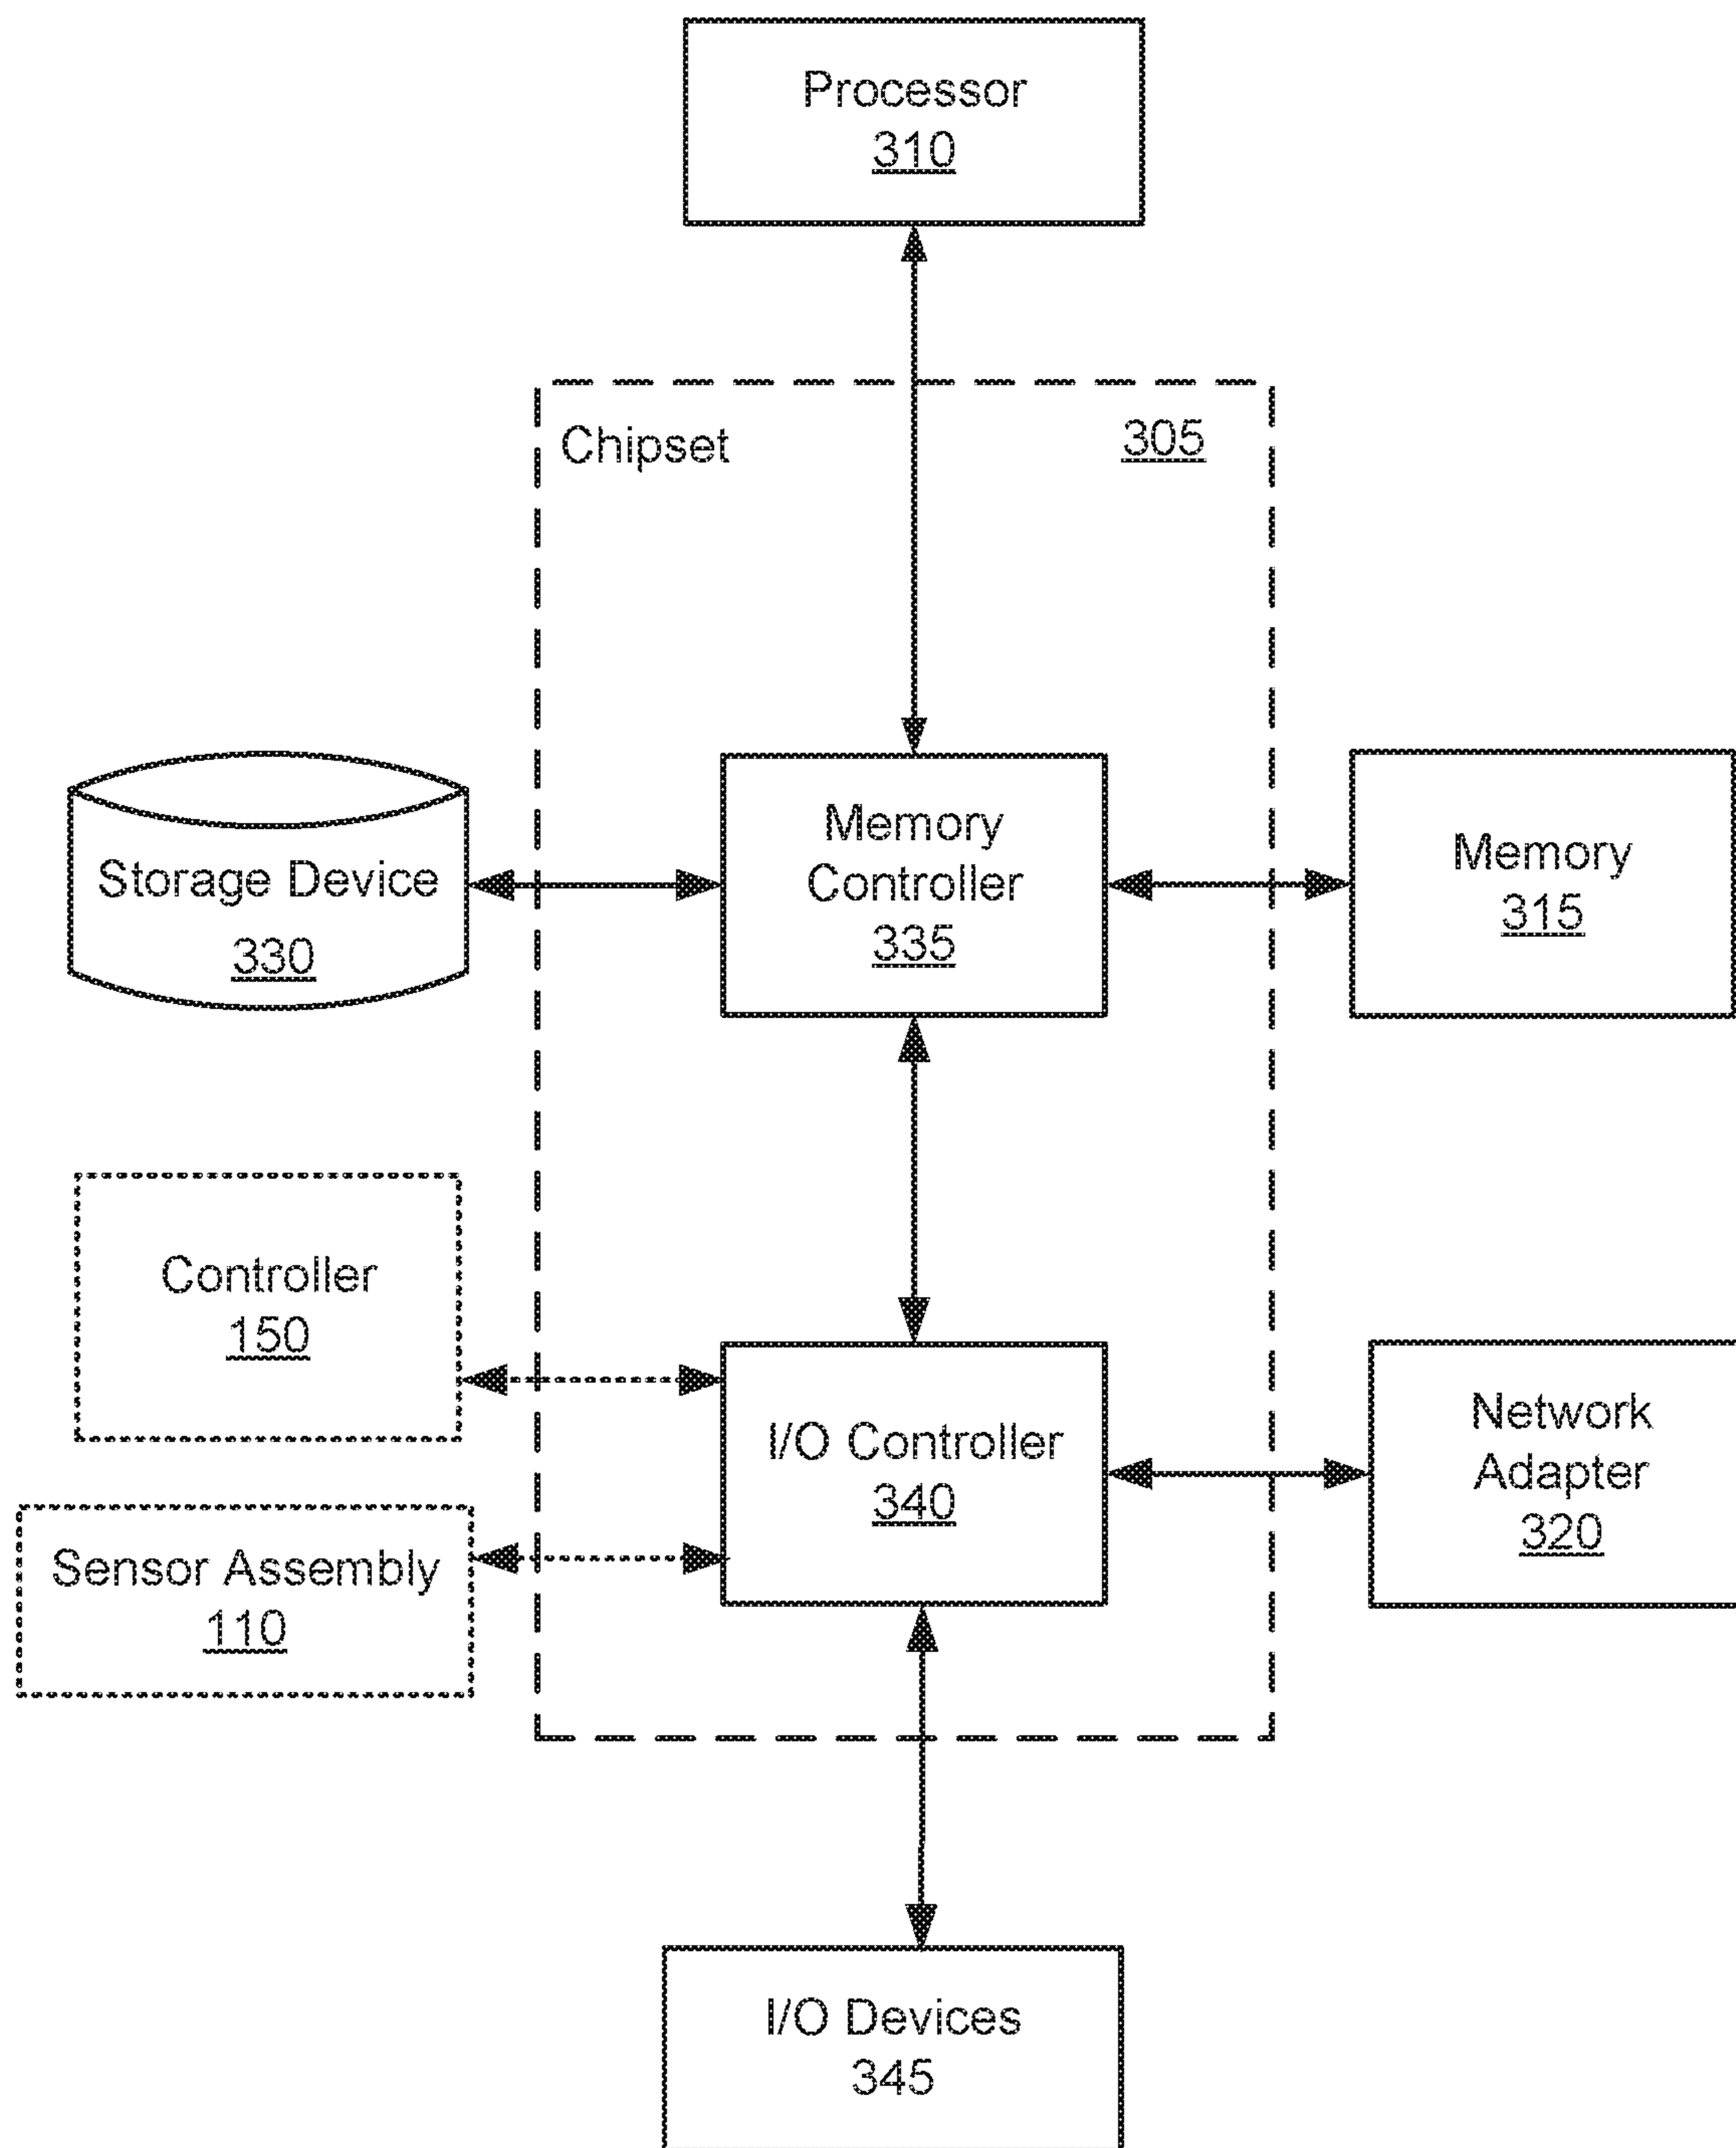 Processor
310
Chipset
305
Storage Device
330
Memory
Controller
335
Memory
315
Controller
150
I/O Controller
340
Network
Adapter
320
Sensor Assembly
110
I/O Devices
345